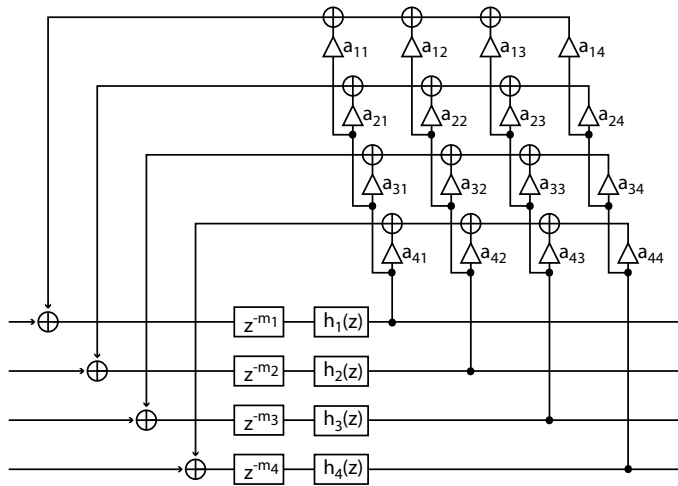 a11 a12 a13 a14
a21 a22 a23 a24
a31 a32 a33 a34
a41 a42 a43 a44
z-m1 h1(z)
z-m2 h2(z)
z-m3 h3(z)
z-m4 h4(z)